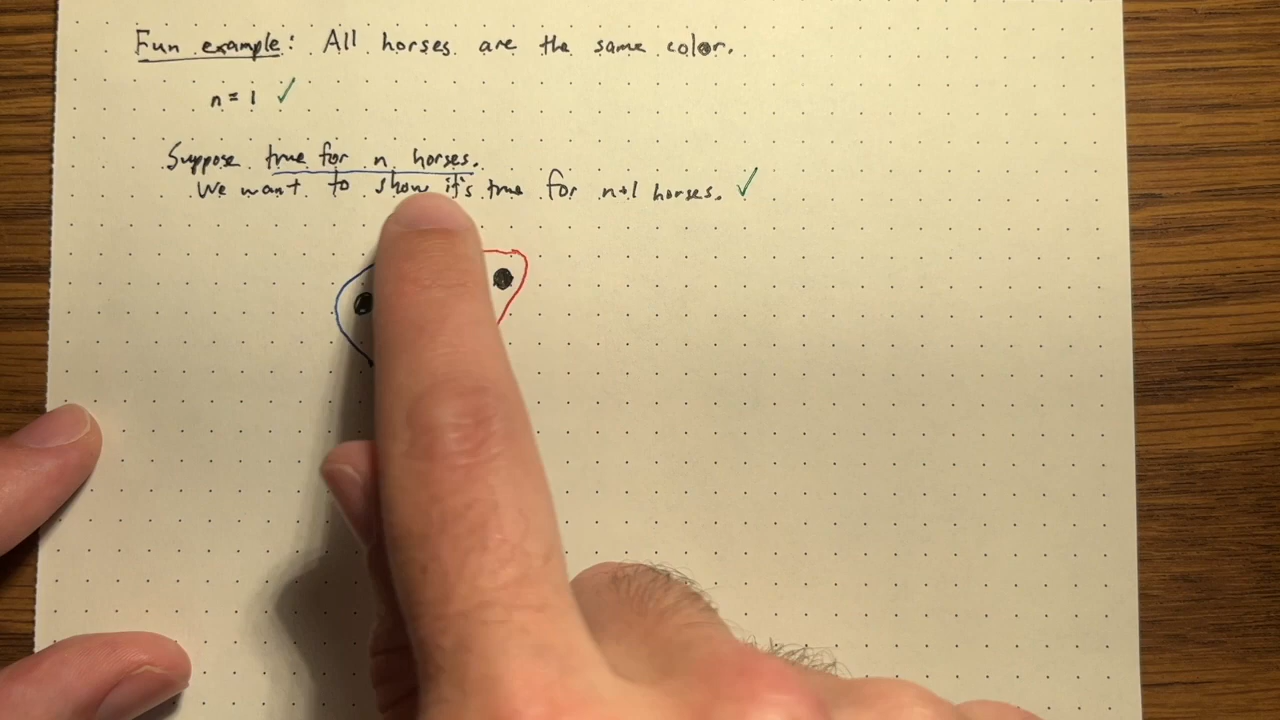 Fun example: All horses are the same color.
n = 1 ✓
Suppose true for n horses.
We want to show it's true for n+1 horses. ✓